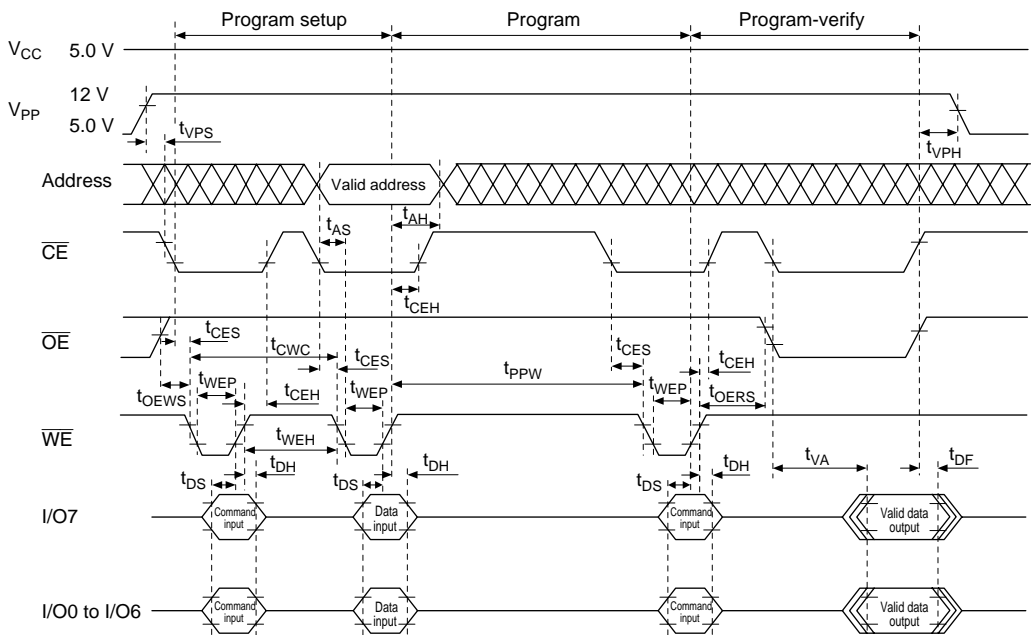 Program setup Program Program-verify
VCC 5.0 V
VPP 12 V
5.0 V
tVPS
tVPH
Address Valid address
tAS tAH
CE
tCEH
OE
tCES tCWC tCES tCES tCEH
tOEWS tWEP tCEH tWEP tPPW tWEP tOERS
WE
tWEH
tDS tDH tDS tDH tDS tDH tVA tDF
I/O7 Command input Data input Command input Valid data output
I/O0 to I/O6 Command input Data input Command input Valid data output